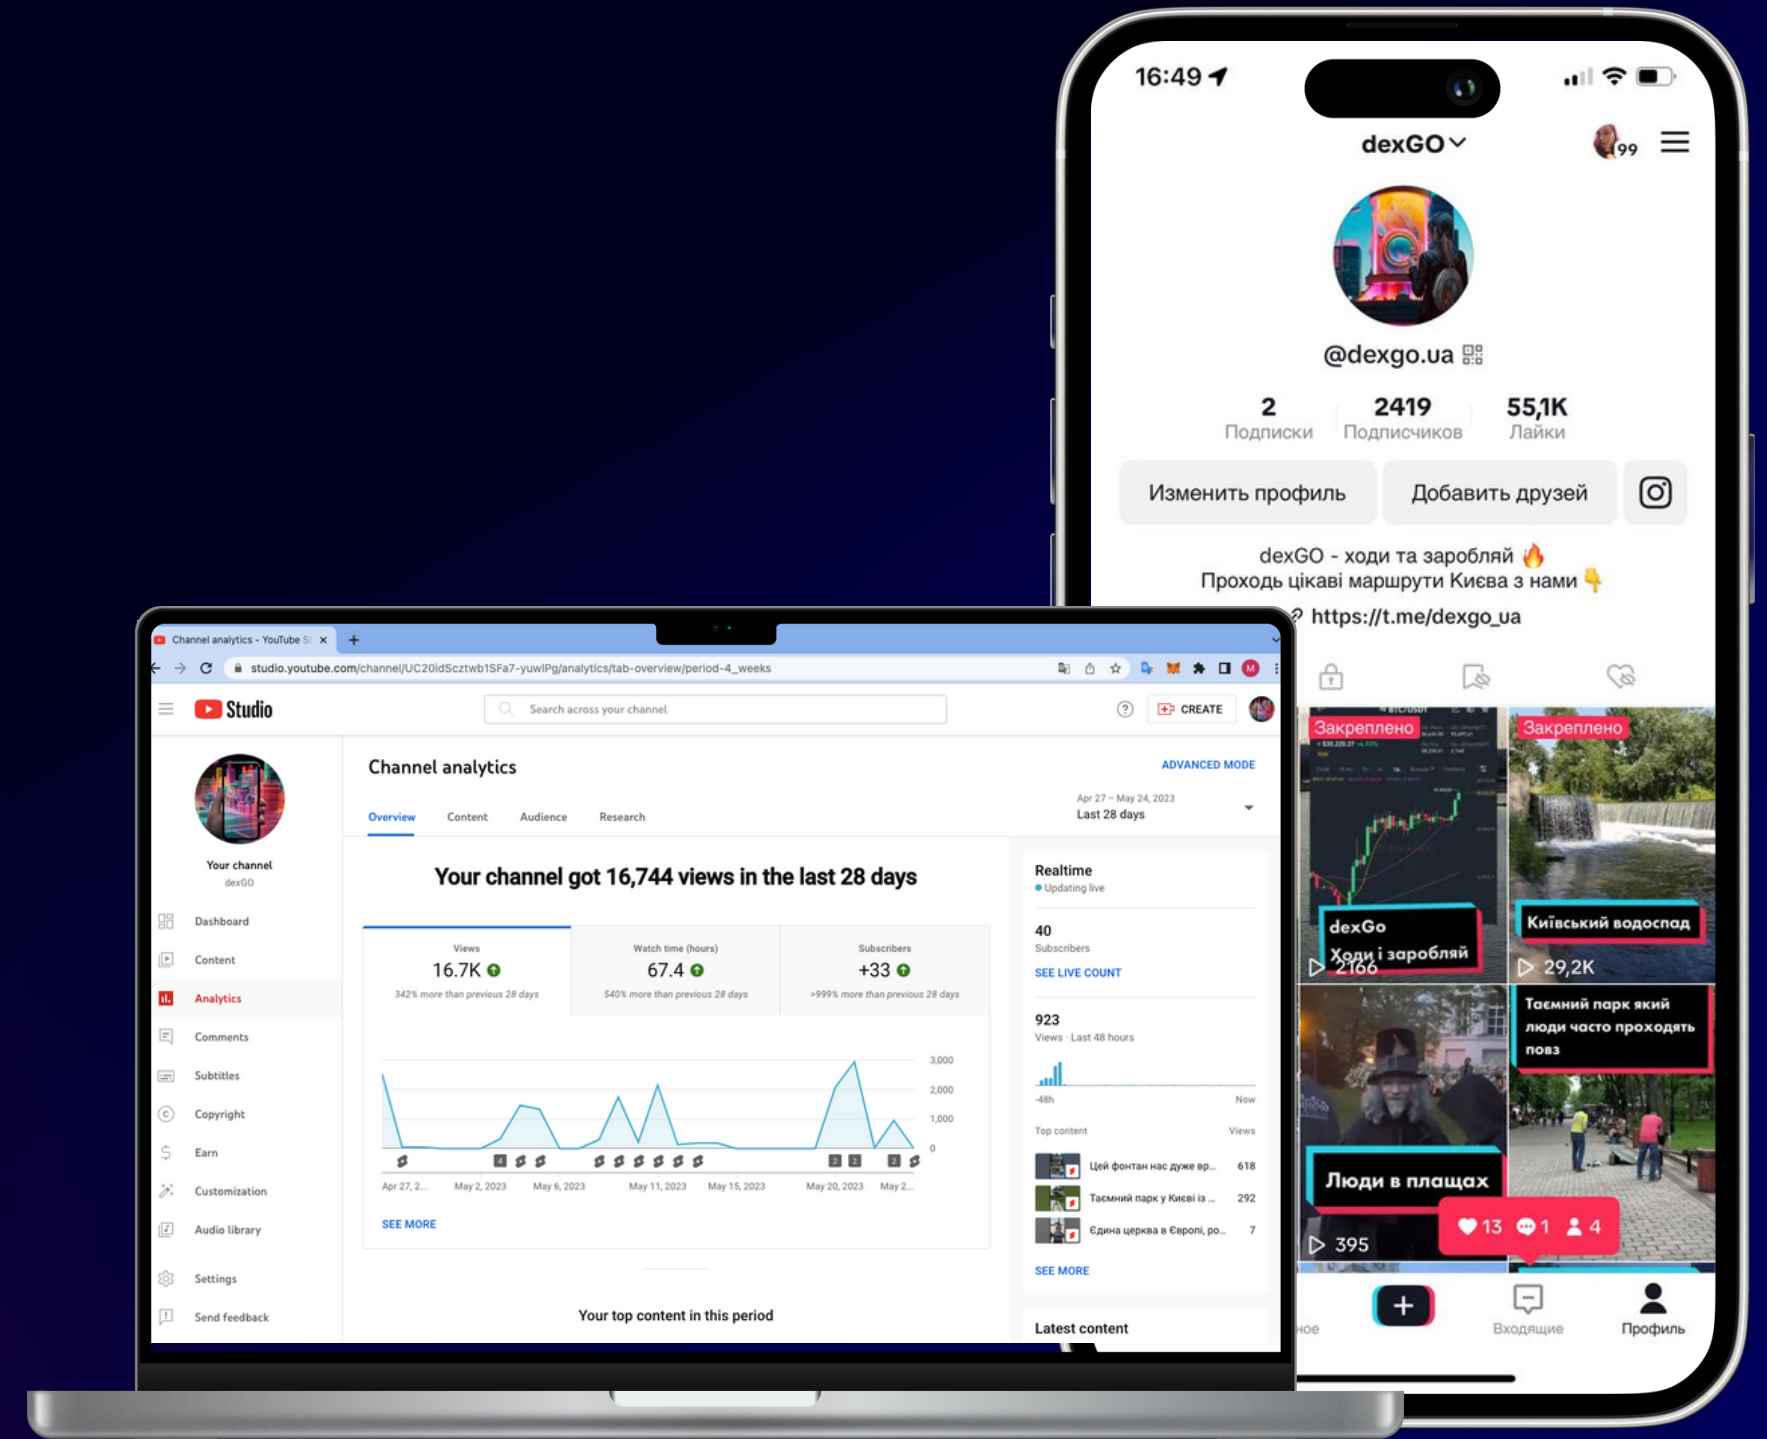 16:49
dexGO
99
@dexgo.ua
2
2419
55,1K
Подписки
Подписчиков
Лайки
Изменить профиль
Добавить друзей
dexGO - ходи та заробляй 🔥
Проходь цікаві маршрути Києва з нами 👇
https://t.me/dexgo_ua
Закреплено
Закреплено
dexGo
Ходи і заробляй
2166
Київський водоспад
29,2K
Люди в плащах
395
Таємний парк який
люди часто проходять
повз
13 1 4
ное
Входящие
Профиль
Channel analytics - YouTube St
studio.youtube.com/channel/UC20idScztwb1SFa7-yuwlPg/analytics/tab-overview/period-4_weeks
M
Studio
Search across your channel
CREATE
Your channel
dexGO
Dashboard
Content
Analytics
Comments
Subtitles
Copyright
Earn
Customization
Audio library
Settings
Send feedback
Channel analytics
ADVANCED MODE
Overview
Content
Audience
Research
Apr 27 – May 24, 2023
Last 28 days
Your channel got 16,744 views in the last 28 days
Views
16.7K
342% more than previous 28 days
Watch time (hours)
67.4
540% more than previous 28 days
Subscribers
+33
>999% more than previous 28 days
3,000
2,000
1,000
0
4
2
2
2
Apr 27, 2...
May 2, 2023
May 6, 2023
May 11, 2023
May 15, 2023
May 20, 2023
May 2...
SEE MORE
Your top content in this period
Realtime
Updating live
40
Subscribers
SEE LIVE COUNT
923
Views · Last 48 hours
-48h
Now
Top content
Views
Цей фонтан нас дуже вр...
618
Таємний парк у Києві із ...
292
Єдина церква в Європі, ро...
7
SEE MORE
Latest content